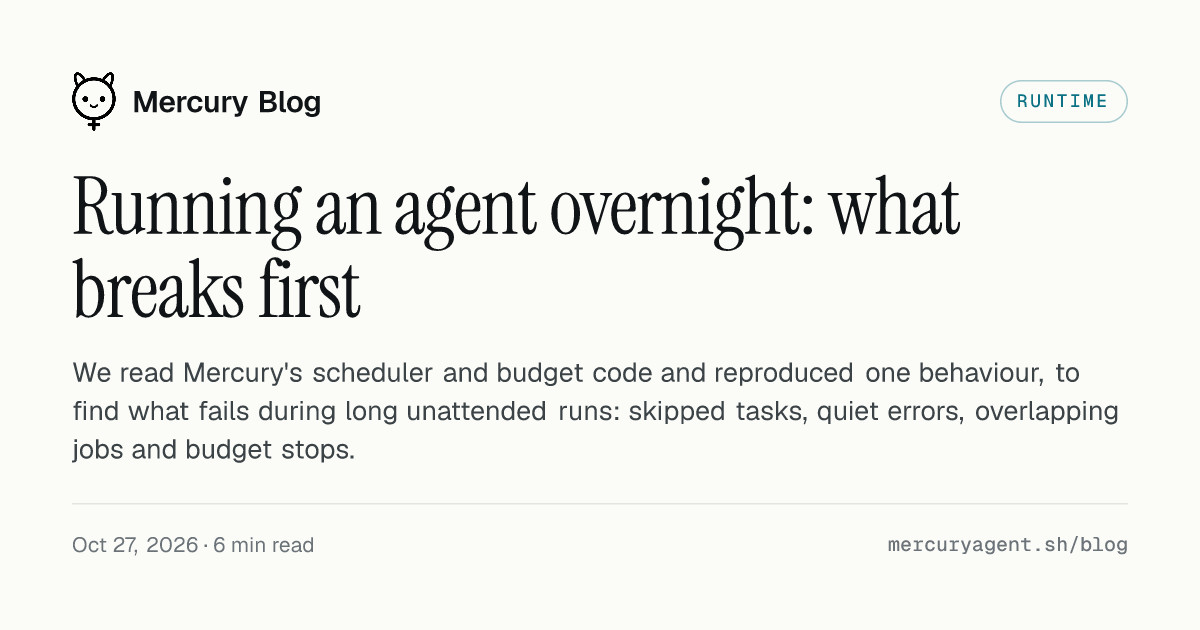 Mercury Blog
RUNTIME
Running an agent overnight: what
breaks first
We read Mercury's scheduler and budget code and reproduced one behaviour, to
find what fails during long unattended runs: skipped tasks, quiet errors, overlapping
jobs and budget stops.
Oct 27, 2026 · 6 min read
mercuryagent.sh/blog